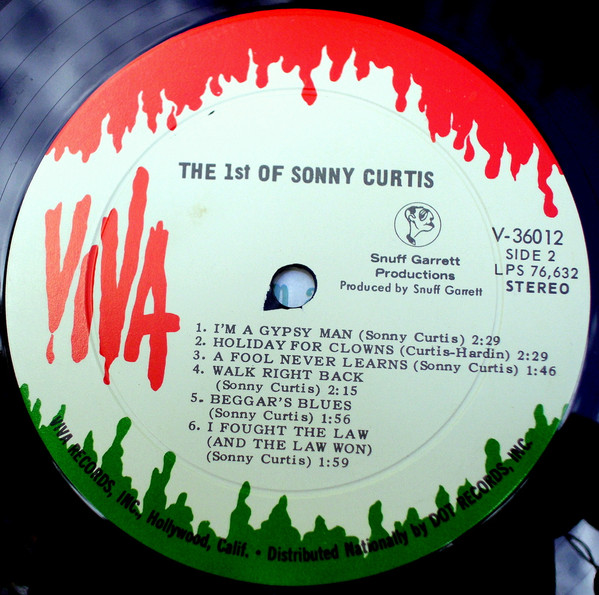 THE 1st OF SONNY CURTIS
VIVA
Snuff Garrett
Productions
Produced by Snuff Garrett
V-36012
SIDE 2
LPS 76,632
STEREO
1. I'M A GYPSY MAN (Sonny Curtis) 2:29
2. HOLIDAY FOR CLOWNS (Curtis-Hardin) 2:29
3. A FOOL NEVER LEARNS (Sonny Curtis) 1:46
4. WALK RIGHT BACK
(Sonny Curtis) 2:15
5. BEGGAR'S BLUES
(Sonny Curtis) 1:56
6. I FOUGHT THE LAW
(AND THE LAW WON)
(Sonny Curtis) 1:59
VIVA RECORDS, INC., Hollywood, Calif. • Distributed Nationally by DOT RECORDS, INC.